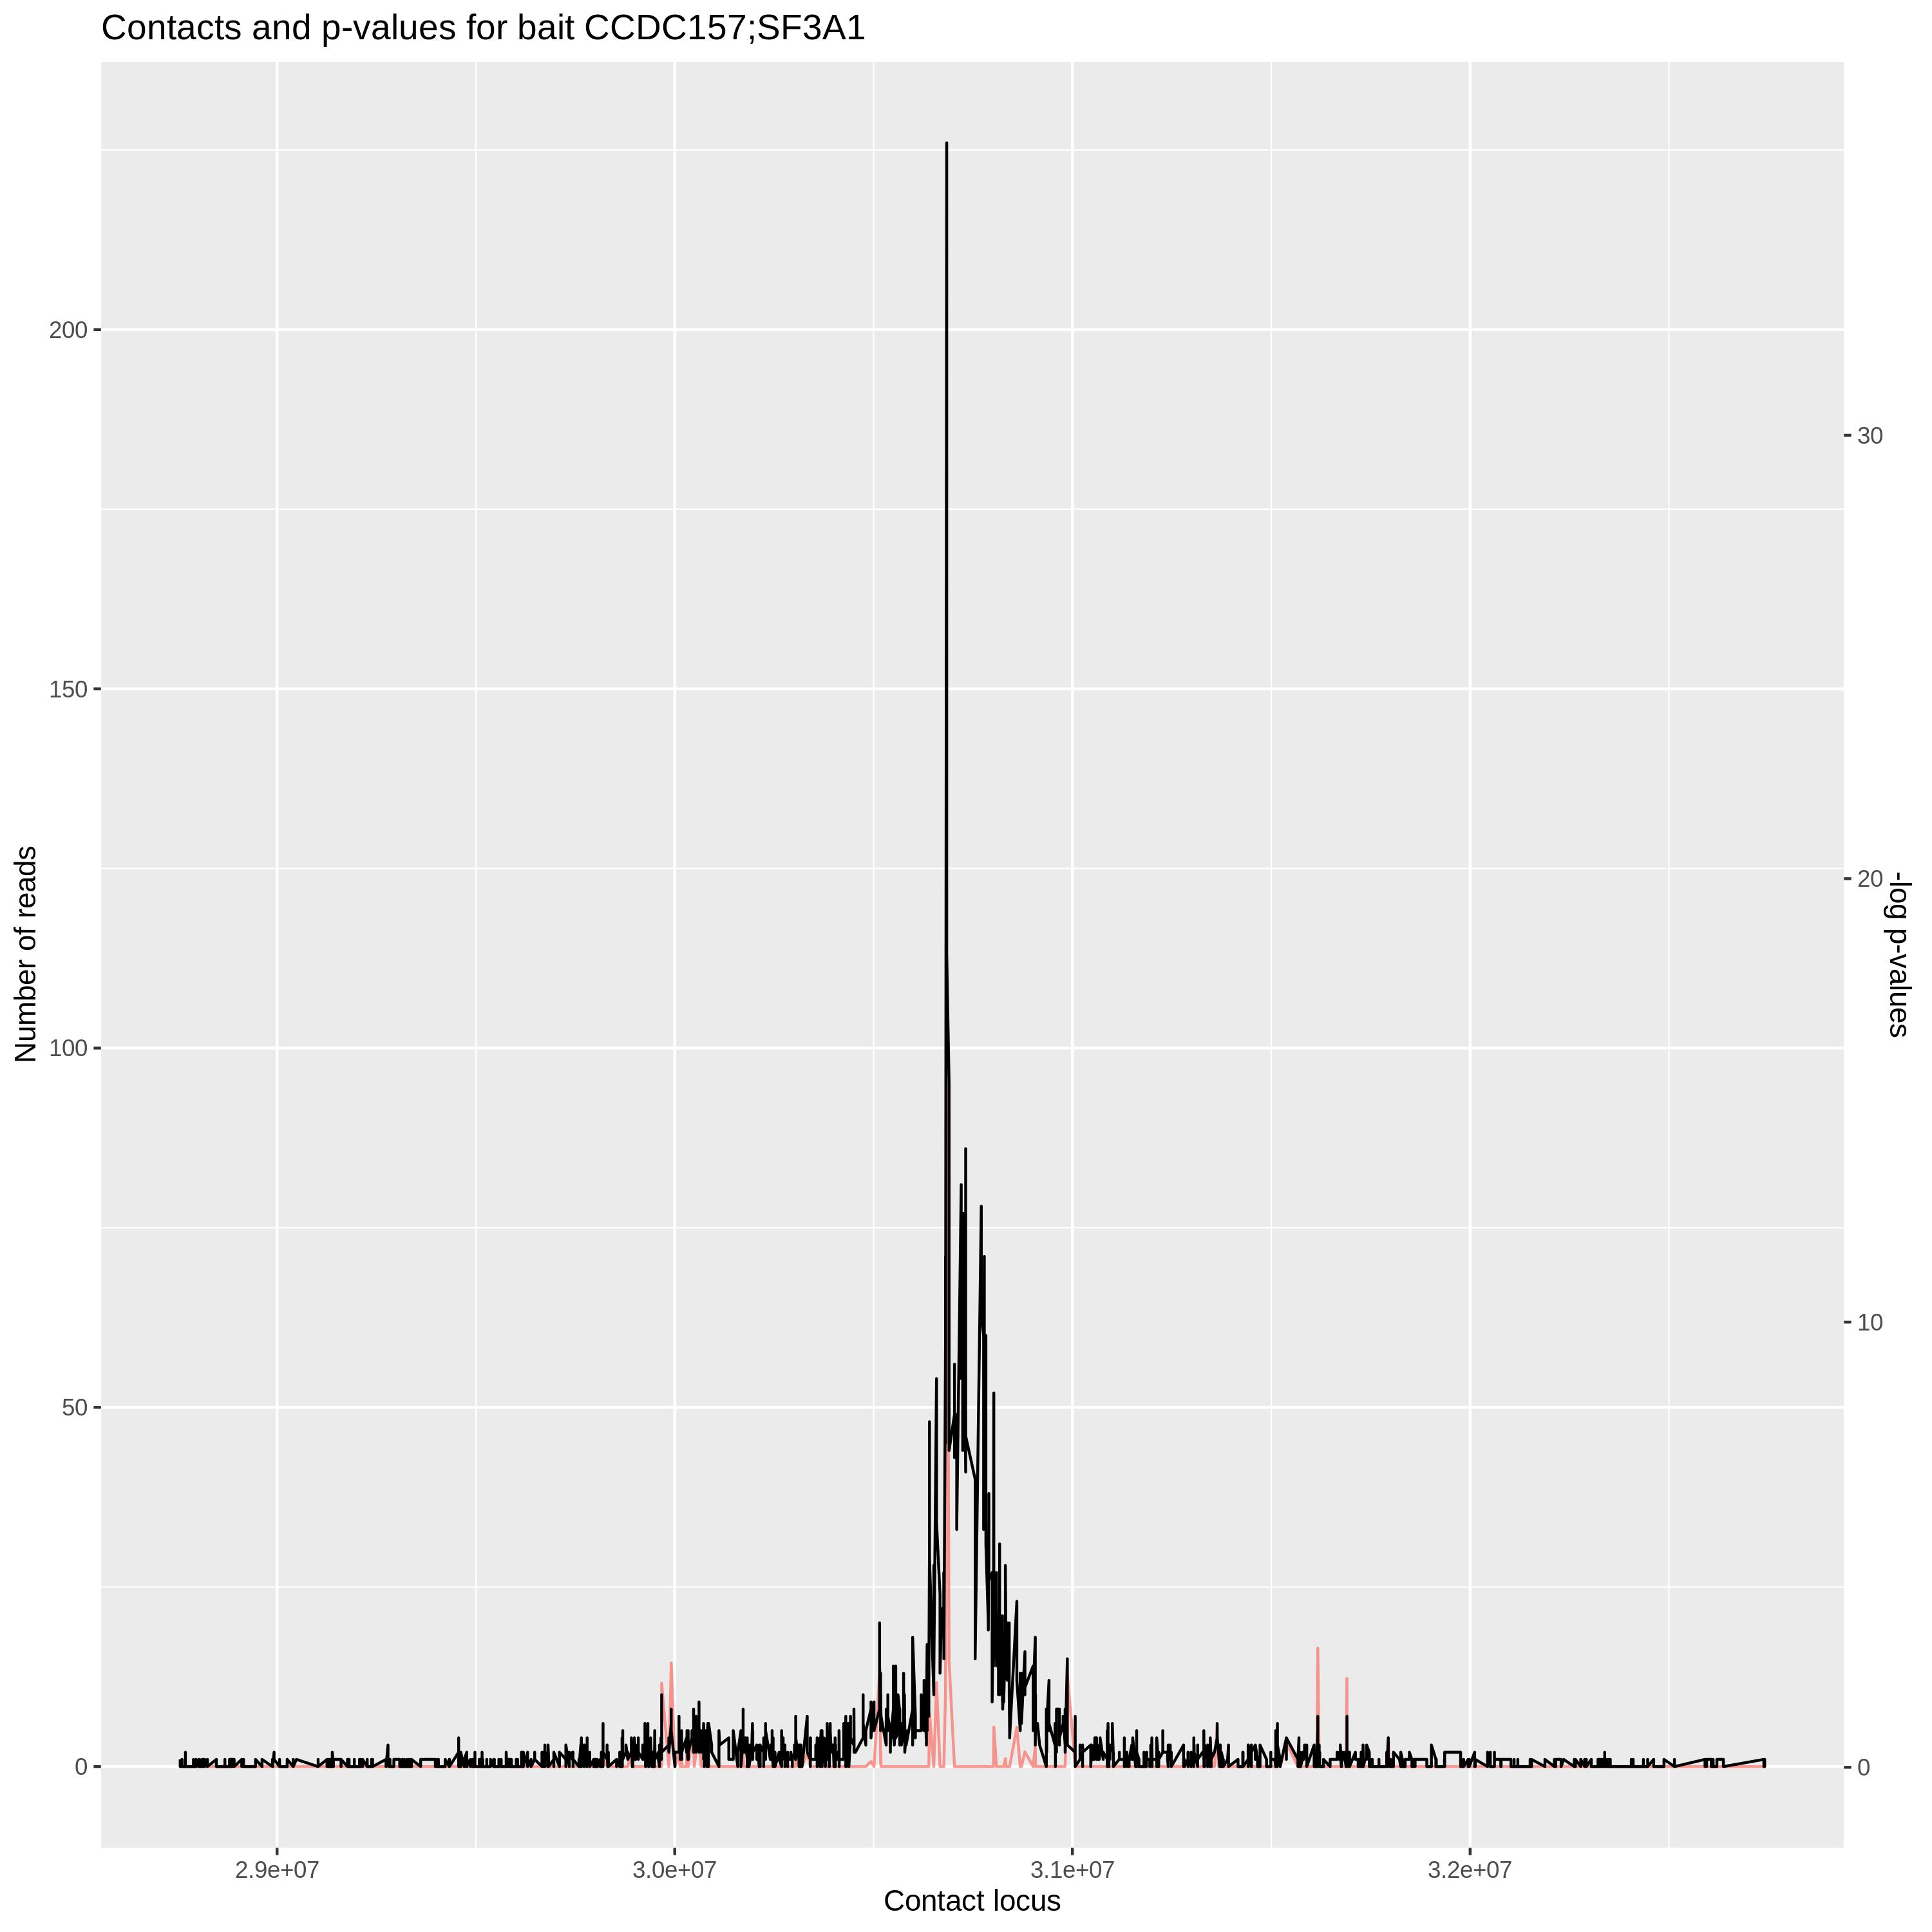 Contacts and p-values for bait CCDC157;SF3A1
Number of reads
200
150
100
50
0
30
20
10
0
-log p-values
2.9e+07 3.0e+07 3.1e+07 3.2e+07
Contact locus